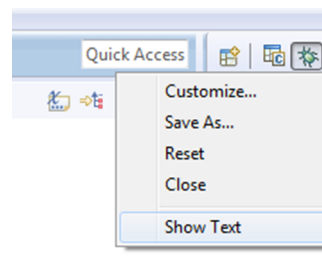 Quick Access
Customize...
Save As...
Reset
Close
Show Text